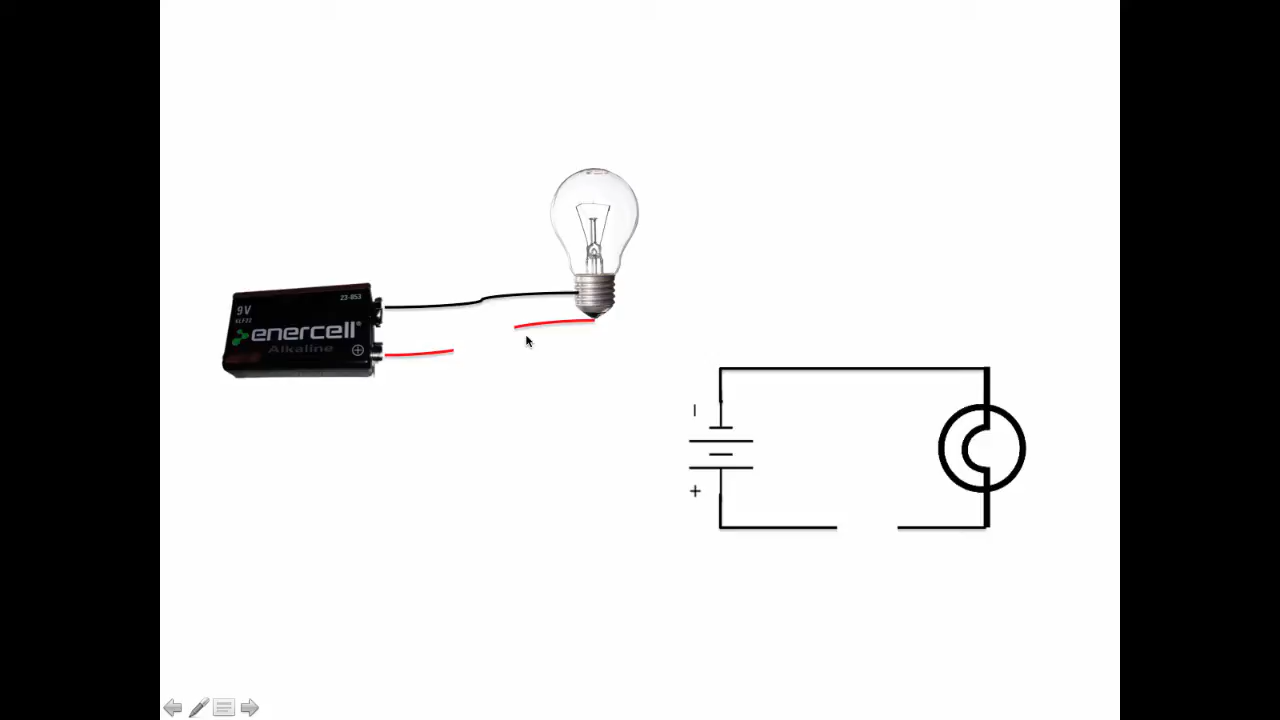 9V
23-853
enercell®
Alkaline
−
+